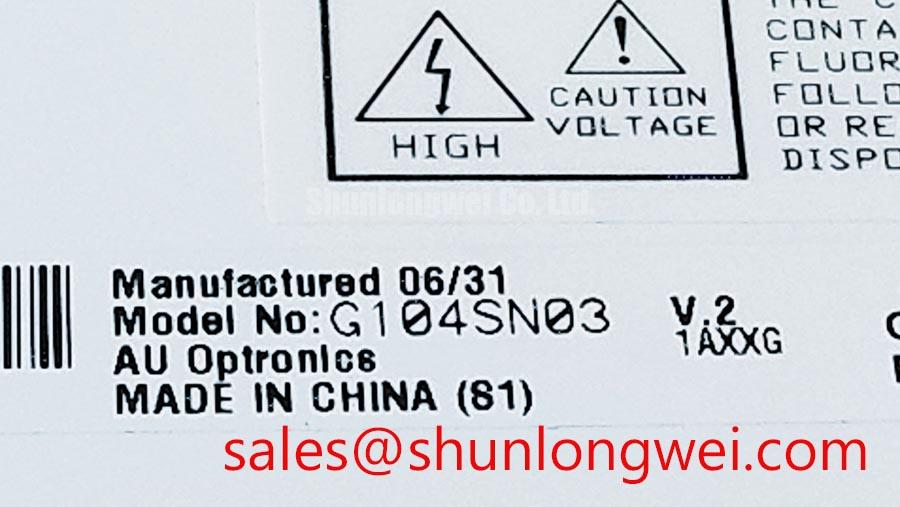 CAUTION
HIGH VOLTAGE
THE C
CONTA
FLUOR
FOLLO
OR RE
DISPO
Shunlongwei Co. Ltd.
Manufactured 06/31
Model No: G104SN03 V.2
1AXXG
AU Optronics
MADE IN CHINA (S1)
sales@shunlongwei.com